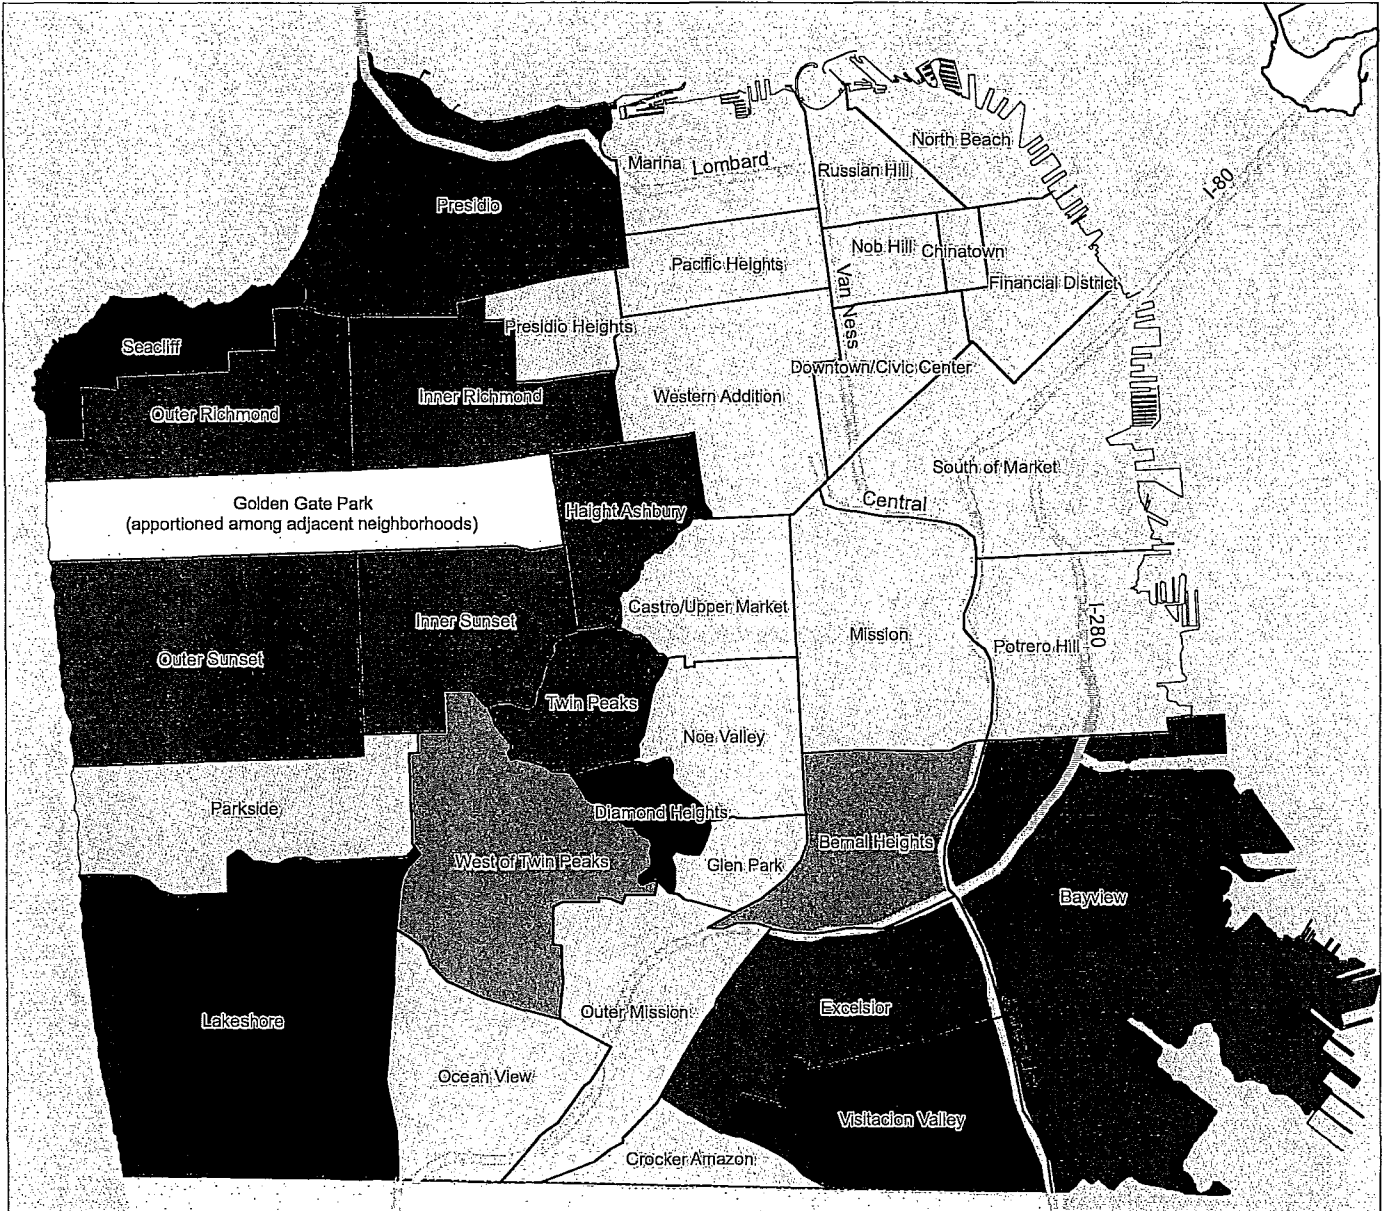 North Beach
Marina
Lombard
Russian Hill
I-80
Presidio
Nob Hill
Chinatown
Pacific Heights
Financial District
Van Ness
Presidio Heights
Seacliff
Downtown/Civic Center
Inner Richmond
Western Addition
Outer Richmond
South of Market
Golden Gate Park
(apportioned among adjacent neighborhoods)
Haight Ashbury
Central
Castro/Upper Market
Inner Sunset
Mission
I-280
Potrero Hill
Outer Sunset
Twin Peaks
Noe Valley
Parkside
Diamond Heights
Bernal Heights
West of Twin Peaks
Glen Park
Bayview
Excelsior
Outer Mission
Lakeshore
Ocean View
Visitacion Valley
Crocker Amazon